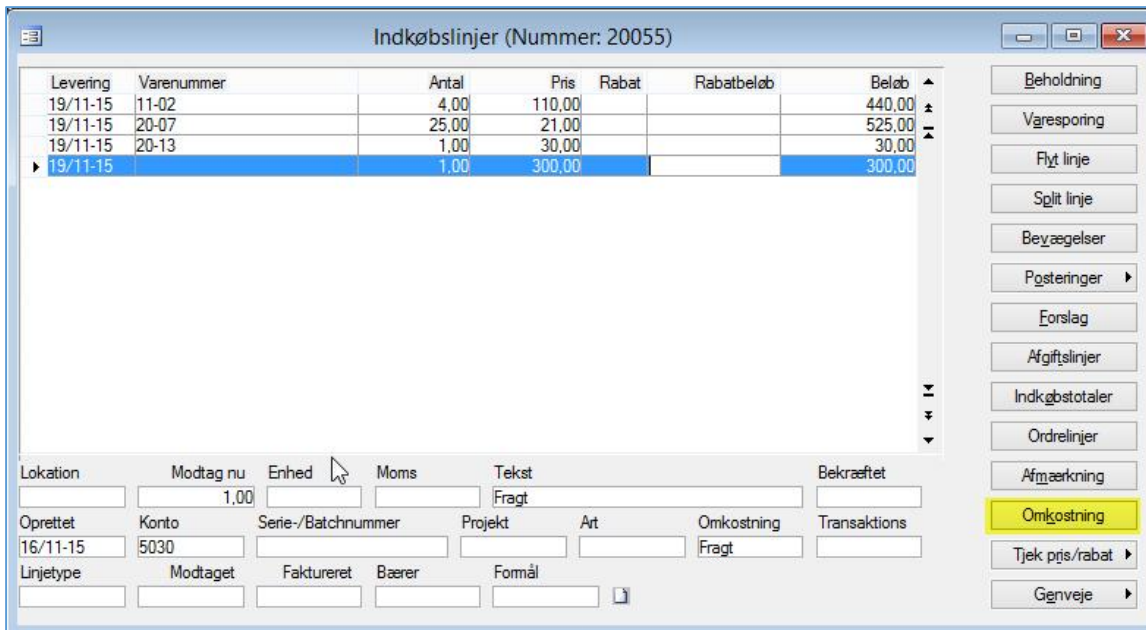 Indkøbslinjer (Nummer: 20055)
Levering Varenummer Antal Pris Rabat Rabatbeløb Beløb
19/11-15 11-02 4,00 110,00 440,00
19/11-15 20-07 25,00 21,00 525,00
19/11-15 20-13 1,00 30,00 30,00
19/11-15 1,00 300,00 300,00
Lokation Modtag nu Enhed Moms Tekst Bekræftet
1,00 Fragt
Oprettet Konto Serie-/Batchnummer Projekt Art Omkostning Transaktions
16/11-15 5030 Fragt
Linjetype Modtaget Faktureret Bærer Formål
Beholdning
Varesporing
Flyt linje
Split linje
Bevægelser
Posteringer
Forslag
Afgiftslinjer
Indkøbstotaler
Ordrelinjer
Afmærkning
Omkostning
Tjek pris/rabat
Genveje